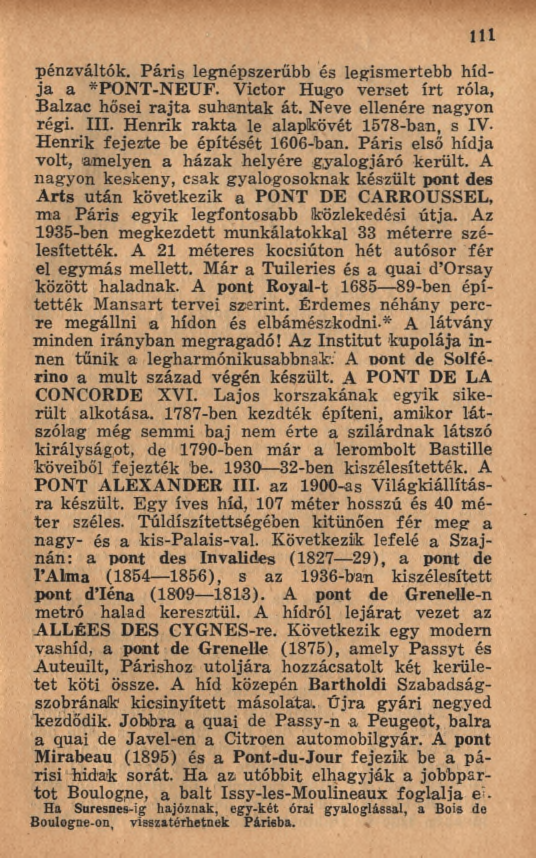 111
pénzváltók. Páris legnépszerűbb és legismertebb híd-
ja a *PONT-NEUF. Victor Hugo verset írt róla,
Balzac hősei rajta suhantak át. Neve ellenére nagyon
régi. III. Henrik rakta le alapkövét 1578-ban, s IV.
Henrik fejezte be építését 1606-ban. Páris első hídja
volt, amelyen a házak helyére gyalogjáró került. A
nagyon keskeny, csak gyalogosoknak készült pont des
Arts után következik a PONT DE CARROUSSEL,
ma Páris egyik legfontosabb közlekedési útja. Az
1935-ben megkezdett munkálatokkal 33 méterre szé-
lesítették. A 21 méteres kocsiúton hét autósor fér
el egymás mellett. Már a Tuileries és a quai d'Orsay
között haladnak. A pont Royal-t 1685—89-ben épí-
tették Mansart tervei szerint. Érdemes néhány perc-
re megállni a hídon és elbámészkodni.* A látvány
minden irányban megragadó! Az Institut kupolája in-
nen tűnik a legharmónikusabbnak. A pont de Solfé-
rino a mult század végén készült. A PONT DE LA
CONCORDE XVI. Lajos korszakának egyik sike-
rült alkotása. 1787-ben kezdték építeni, amikor lát-
szólag még semmi baj nem érte a szilárdnak látszó
királyságot, de 1790-ben már a lerombolt Bastille
köveiből fejezték be. 1930—32-ben kiszélesítették. A
PONT ALEXANDER III. az 1900-as Világkiállítás-
ra készült. Egy íves híd, 107 méter hosszú és 40 mé-
ter széles. Túldíszítettségében kitünően fér meg a
nagy- és a kis-Palais-val. Következik lefelé a Szaj-
nán: a pont des Invalides (1827—29), a pont de
l'Alma (1854—1856), s az 1936-ban kiszélesített
pont d'Iéna (1809—1813). A pont de Grenelle-n
metró halad keresztül. A hídról lejárat vezet az
ALLÉES DES CYGNES-re. Következik egy modern
vashíd, a pont de Grenelle (1875), amely Passyt és
Auteuilt, Párishoz utoljára hozzácsatolt két kerüle-
tet köti össze. A híd közepén Bartholdi Szabadság-
szobrának kicsinyített másolata. Újra gyári negyed
kezdődik. Jobbra a quai de Passy-n a Peugeot, balra
a quai de Javel-en a Citroen automobilgyár. A pont
Mirabeau (1895) és a Pont-du-Jour fejezik be a pá-
risi hidak sorát. Ha az utóbbit elhagyják a jobbpar-
tot Boulogne, a balt Issy-les-Moulineaux foglalja el.
Ha Suresnes-ig hajóznak, egy-két órai gyaloglással, a Bois de
Boulogne-on, visszatérhetnek Párisba.